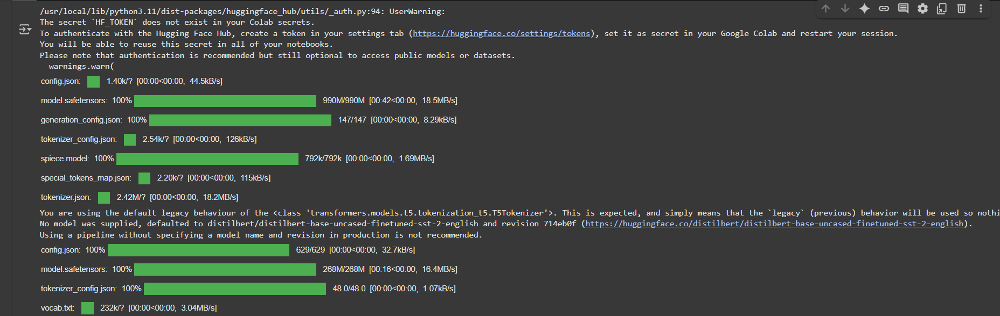 /usr/local/lib/python3.11/dist-packages/huggingface_hub/utils/_auth.py:94: UserWarning:
The secret `HF_TOKEN` does not exist in your Colab secrets.
To authenticate with the Hugging Face Hub, create a token in your settings tab (https://huggingface.co/settings/tokens), set it as secret in your Google Colab and restart your session.
You will be able to reuse this secret in all of your notebooks.
Please note that authentication is recommended but still optional to access public models or datasets.
  warnings.warn(
config.json: 1.40k/? [00:00<00:00, 44.5kB/s]
model.safetensors: 100% 990M/990M [00:42<00:00, 18.5MB/s]
generation_config.json: 100% 147/147 [00:00<00:00, 8.29kB/s]
tokenizer_config.json: 2.54k/? [00:00<00:00, 126kB/s]
spiece.model: 100% 792k/792k [00:00<00:00, 1.69MB/s]
special_tokens_map.json: 2.20k/? [00:00<00:00, 115kB/s]
tokenizer.json: 2.42M/? [00:00<00:00, 18.2MB/s]
You are using the default legacy behaviour of the <class 'transformers.models.t5.tokenization_t5.T5Tokenizer'>. This is expected, and simply means that the `legacy` (previous) behavior will be used so nothi
No model was supplied, defaulted to distilbert/distilbert-base-uncased-finetuned-sst-2-english and revision 714eb0f (https://huggingface.co/distilbert/distilbert-base-uncased-finetuned-sst-2-english).
Using a pipeline without specifying a model name and revision in production is not recommended.
config.json: 100% 629/629 [00:00<00:00, 32.7kB/s]
model.safetensors: 100% 268M/268M [00:16<00:00, 16.4MB/s]
tokenizer_config.json: 100% 48.0/48.0 [00:00<00:00, 1.07kB/s]
vocab.txt: 232k/? [00:00<00:00, 3.04MB/s]